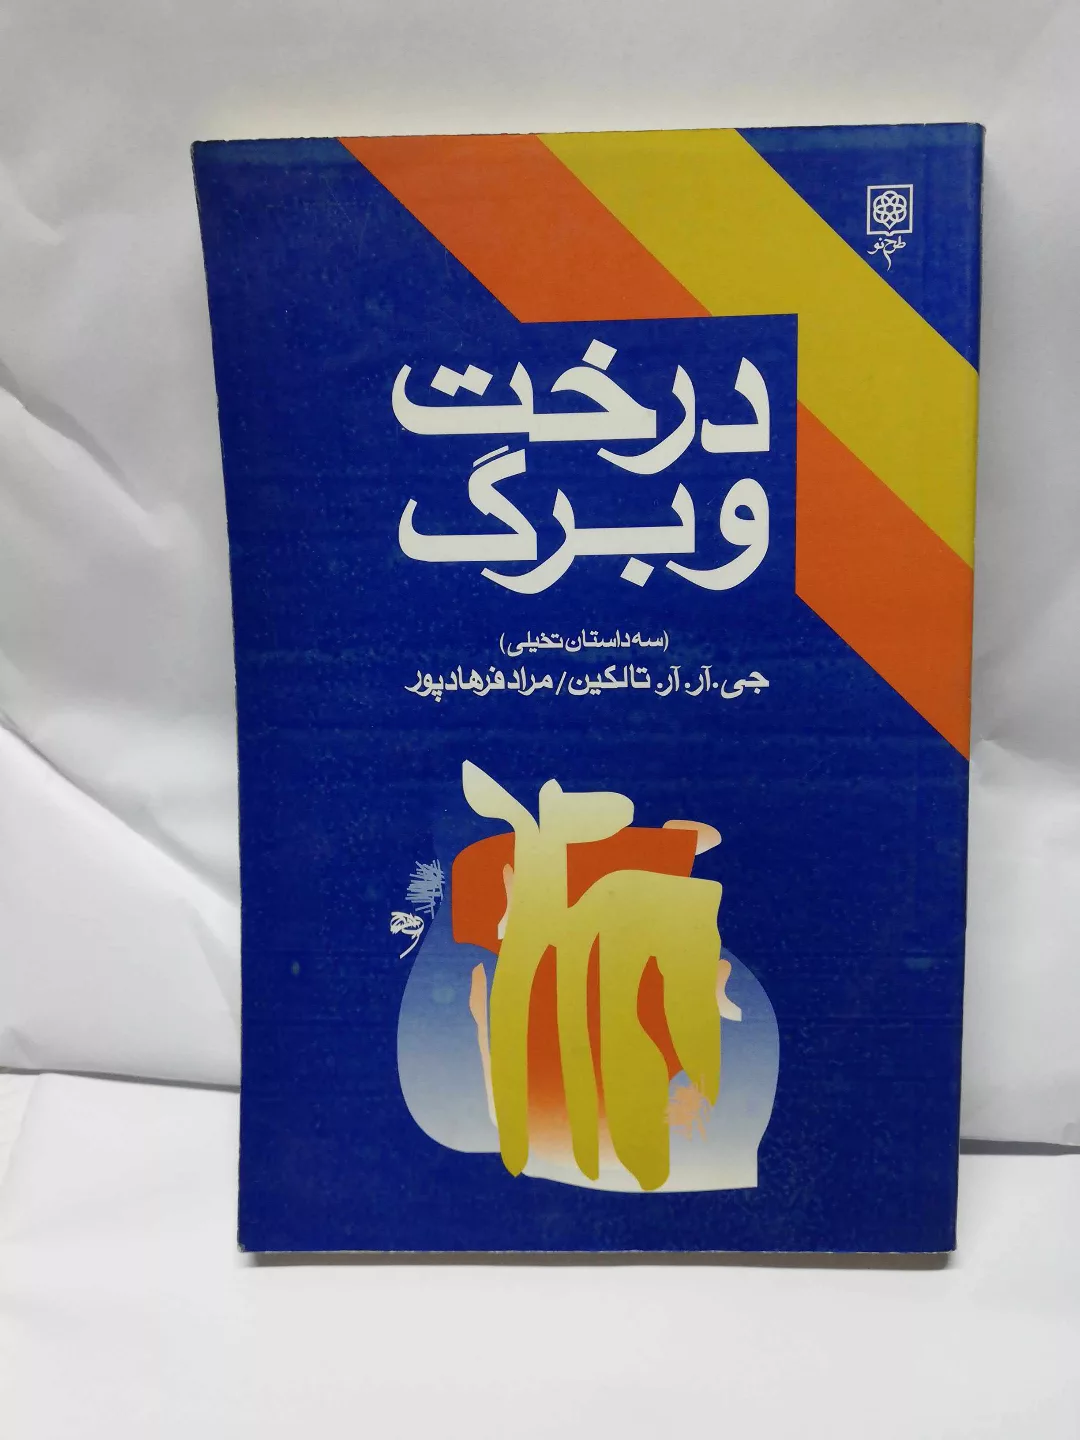 طرح نو
درخت
و برگ
(سه داستان تخیلی)
جی. آر. آر. تالکین / مراد فرهادپور